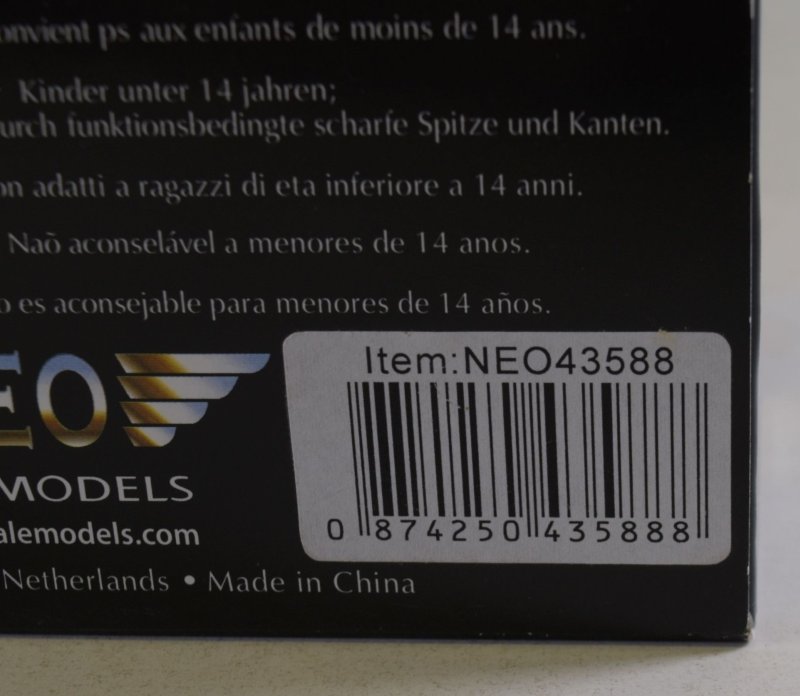 convient ps aux enfants de moins de 14 ans.
Kinder unter 14 jahren;
urch funktionsbedingte scharfe Spitze und Kanten.
on adatti a ragazzi di eta inferiore a 14 anni.
Naõ aconselável a menores de 14 anos.
o es aconsejable para menores de 14 años.
EO
MODELS
alemodels.com
Netherlands • Made in China
Item:NEO43588
0 874250 435888